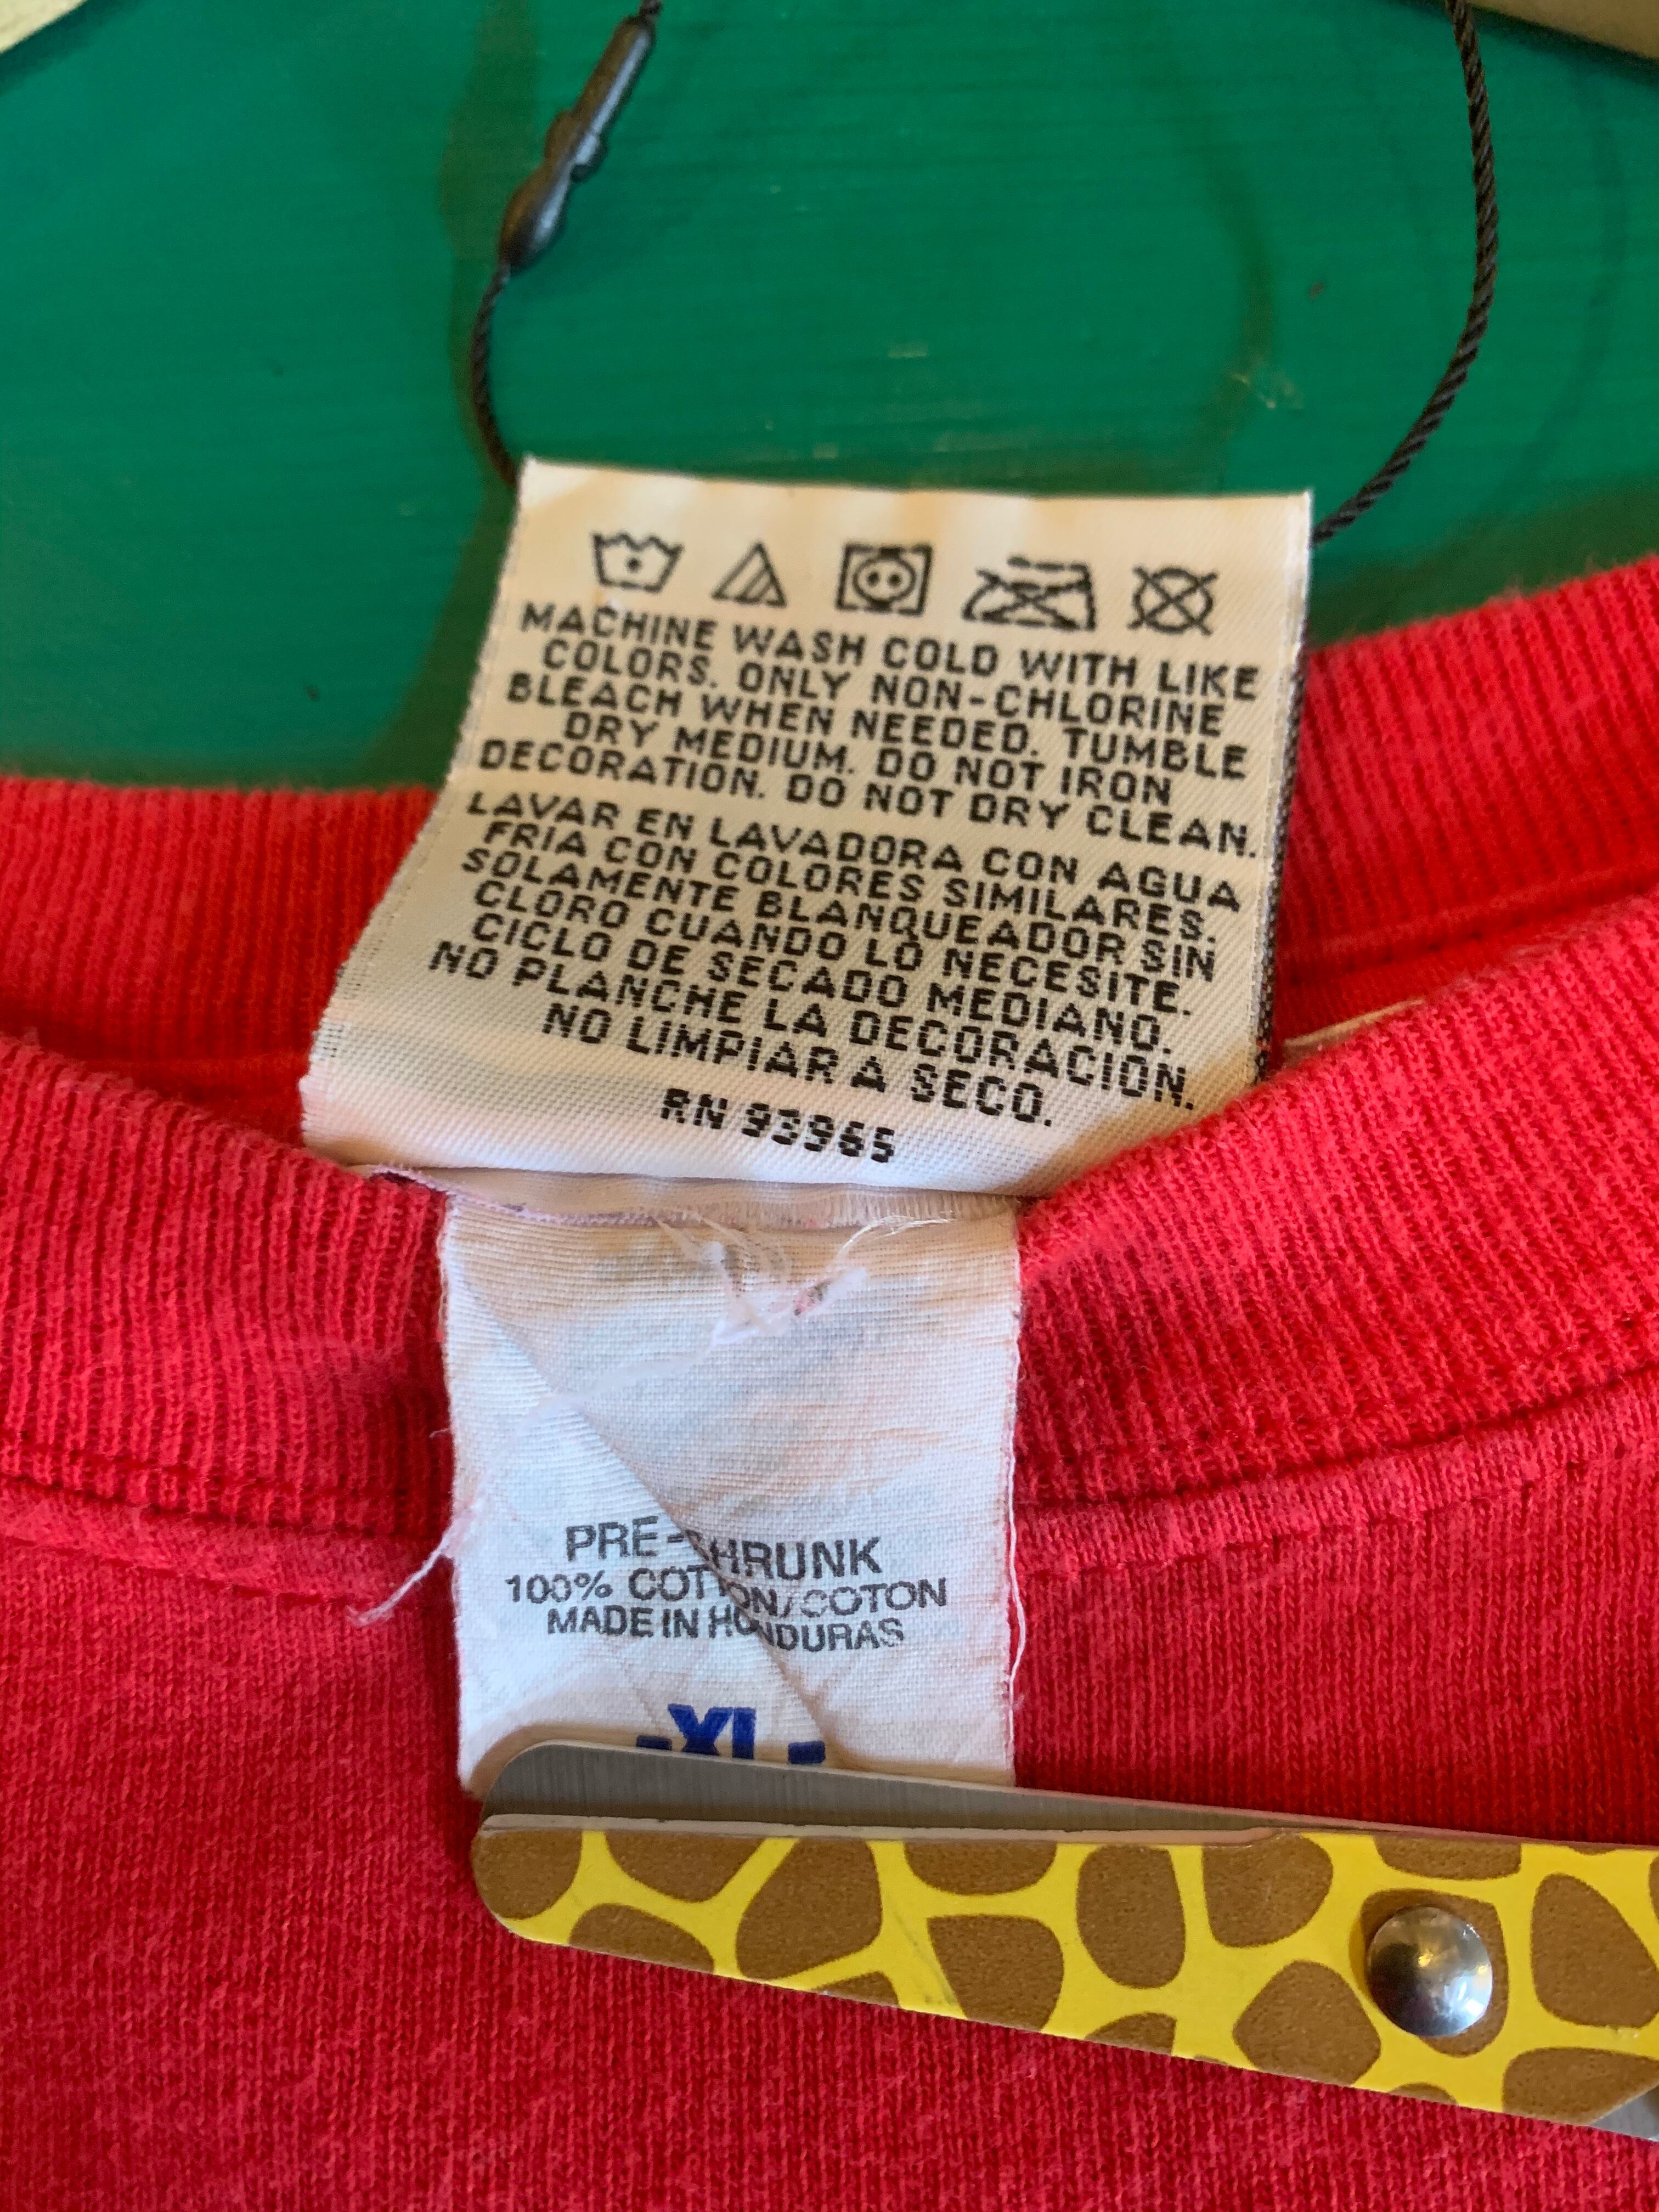 MACHINE WASH COLD WITH LIKE
COLORS. ONLY NON-CHLORINE
BLEACH WHEN NEEDED. TUMBLE
DRY MEDIUM. DO NOT IRON
DECORATION. DO NOT DRY CLEAN.
LAVAR EN LAVADORA CON AGUA
FRIA CON COLORES SIMILARES.
SOLAMENTE BLANQUEADOR SIN
CLORO CUANDO LO NECESITE.
CICLO DE SECADO MEDIANO.
NO PLANCHE LA DECORACION.
NO LIMPIAR A SECO.
RN 93965
PRE-SHRUNK
100% COTTON/COTON
MADE IN HONDURAS
-XL-